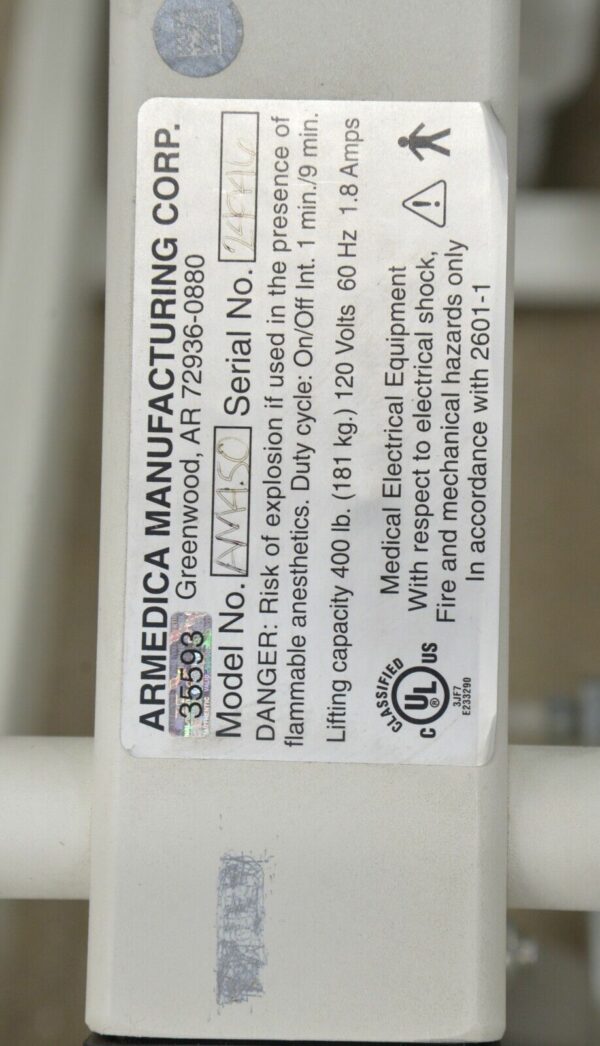 ARMEDICA MANUFACTURING CORP.
35593 Greenwood, AR 72936-0880
Model No. AMA50 Serial No.
DANGER: Risk of explosion if used in the presence of
flammable anesthetics. Duty cycle: On/Off Int. 1 min./9 min.
Lifting capacity 400 lb. (181 kg.) 120 Volts 60 Hz 1.8 Amps
CLASSIFIED
C UL ® US
3JF7
E233290
Medical Electrical Equipment
With respect to electrical shock,
Fire and mechanical hazards only
In accordance with 2601-1